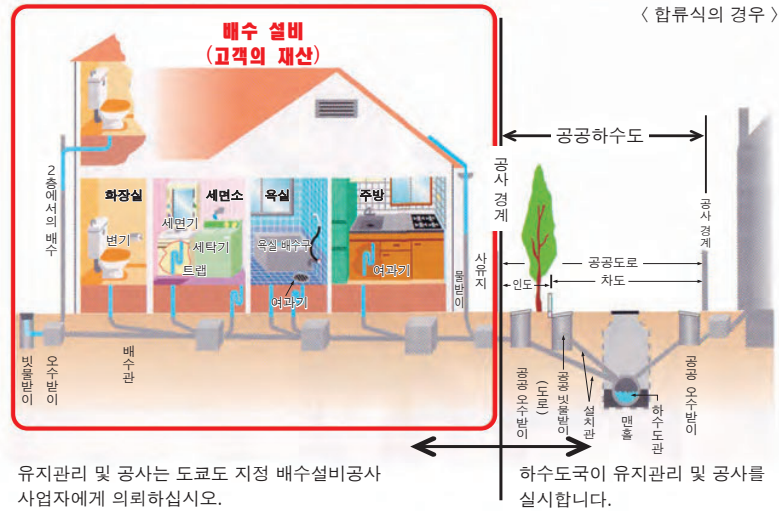 〈 합류식의 경우 〉
배수 설비
(고객의 재산)
공공하수도
공사 경계
공사 경계
2층에서의 배수
화장실
세면소
욕실
주방
변기
세면기
세탁기
트랩
욕실 배수구
여과기
여과기
물받이
사유지
공공도로
인도
차도
빗물받이
오수받이
배수관
공공 오수받이
(도로)
공공 빗물받이
설치관
맨홀
하수도관
공공 오수받이
유지관리 및 공사는 도쿄도 지정 배수설비공사
사업자에게 의뢰하십시오.
하수도국이 유지관리 및 공사를
실시합니다.